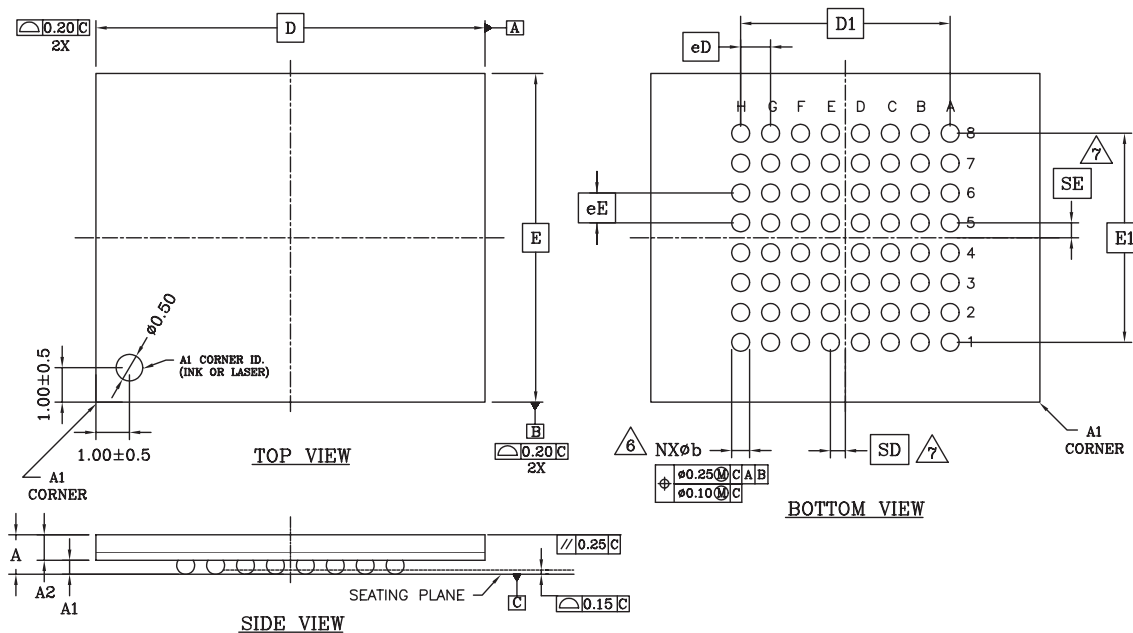 ⌓ 0.20 C
2X
D
A
E
ø0.50
A1 CORNER ID.
(INK OR LASER)
1.00±0.5
1.00±0.5
A1
CORNER
TOP VIEW
B
⌓ 0.20 C
2X
D1
eD
H G F E D C B A
8
7
6
5
4
3
2
1
7
SE
eE
E1
6 NXøb
⌖ ø0.25Ⓜ C A B
ø0.10Ⓜ C
SD 7
A1
CORNER
BOTTOM VIEW
A
A2
A1
// 0.25 C
SEATING PLANE
C
⌓ 0.15 C
SIDE VIEW